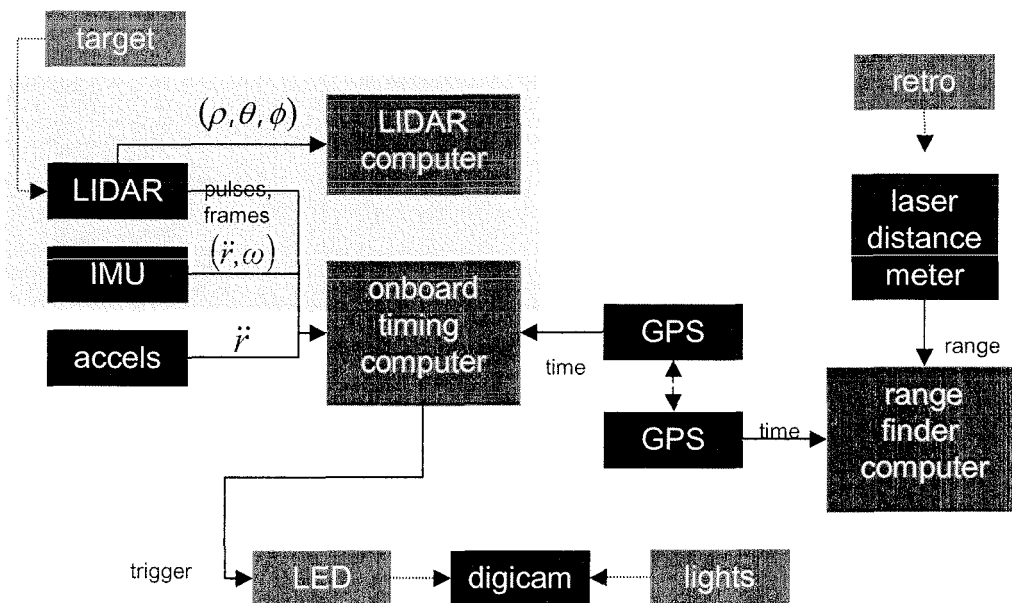 target
retro
(ρ, θ, φ)
LIDAR
computer
LIDAR
pulses,
frames
laser
distance
meter
IMU
(r̈, ω)
onboard
timing
computer
accels
r̈
time
GPS
range
GPS
time
range
finder
computer
trigger
LED
digicam
lights